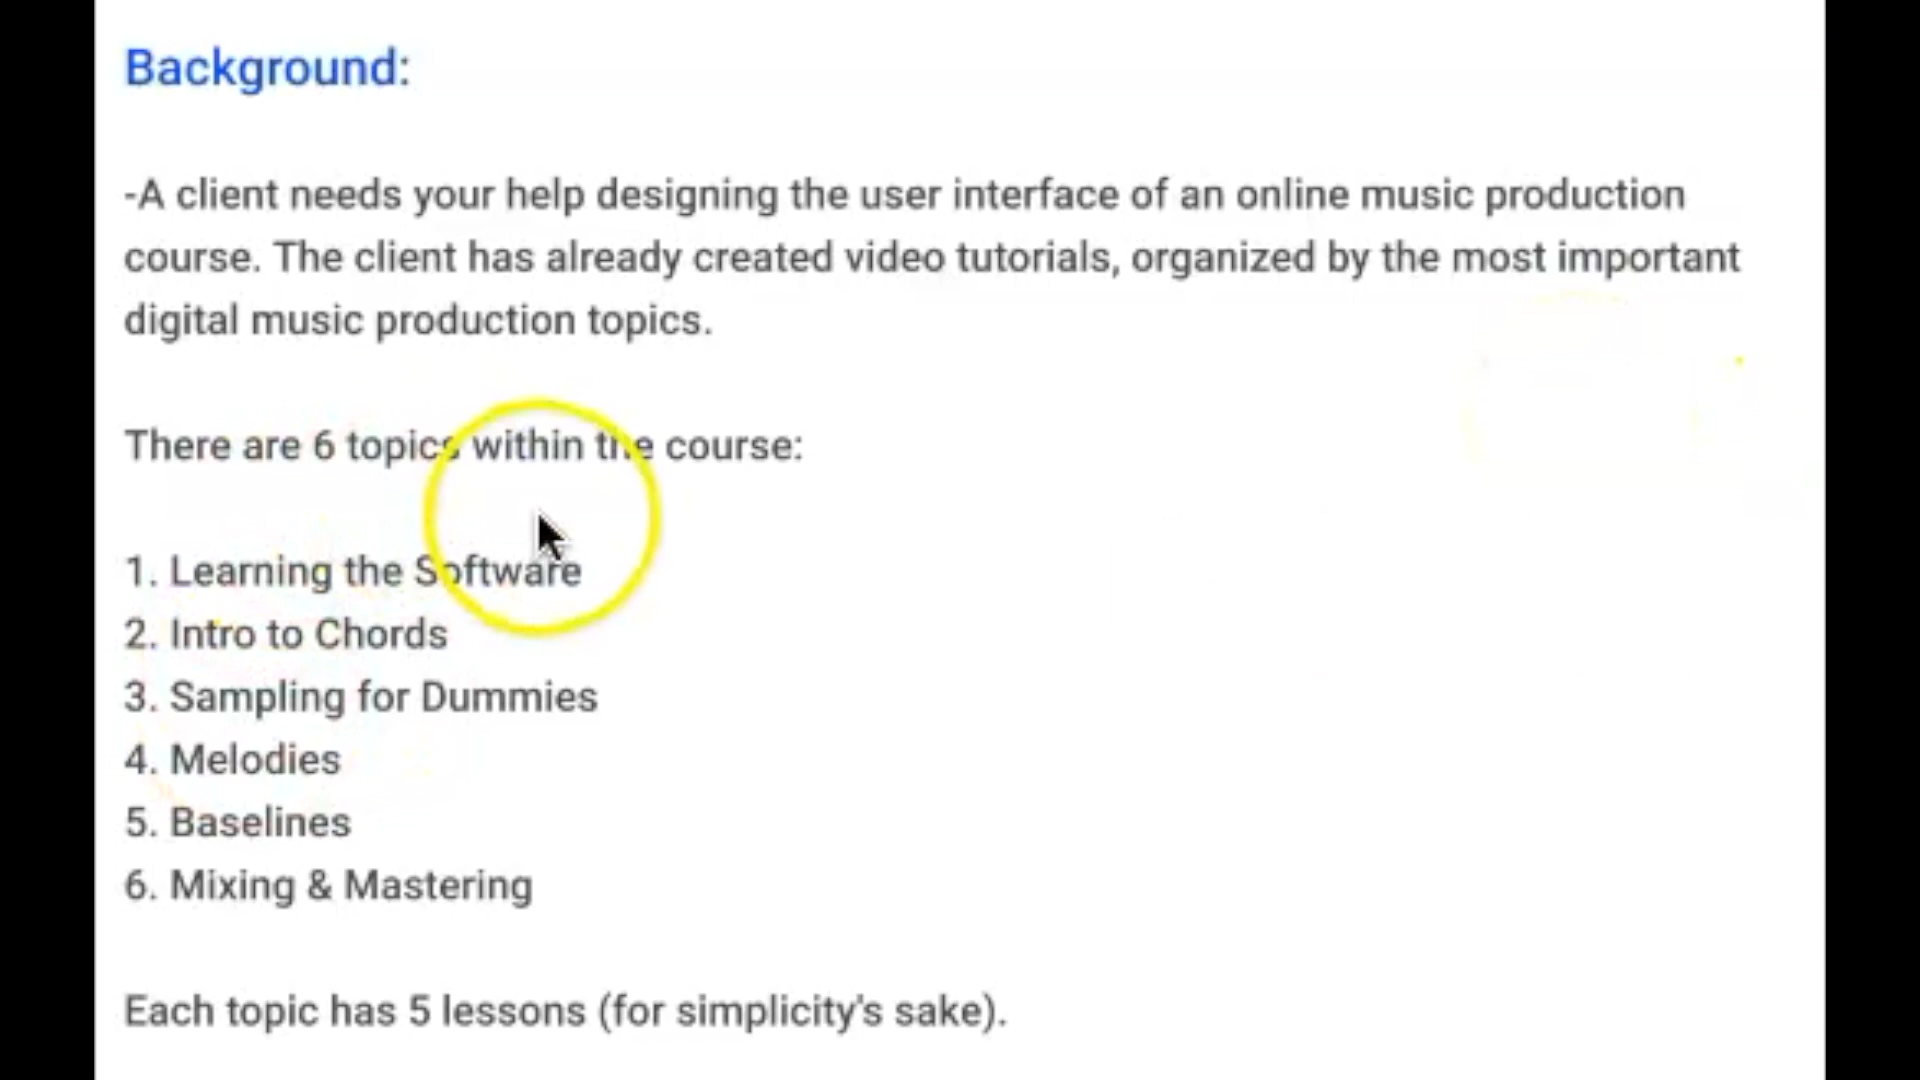 Background:
-A client needs your help designing the user interface of an online music production
course. The client has already created video tutorials, organized by the most important
digital music production topics.
There are 6 topics within the course:
1. Learning the Software
2. Intro to Chords
3. Sampling for Dummies
4. Melodies
5. Baselines
6. Mixing & Mastering
Each topic has 5 lessons (for simplicity's sake).